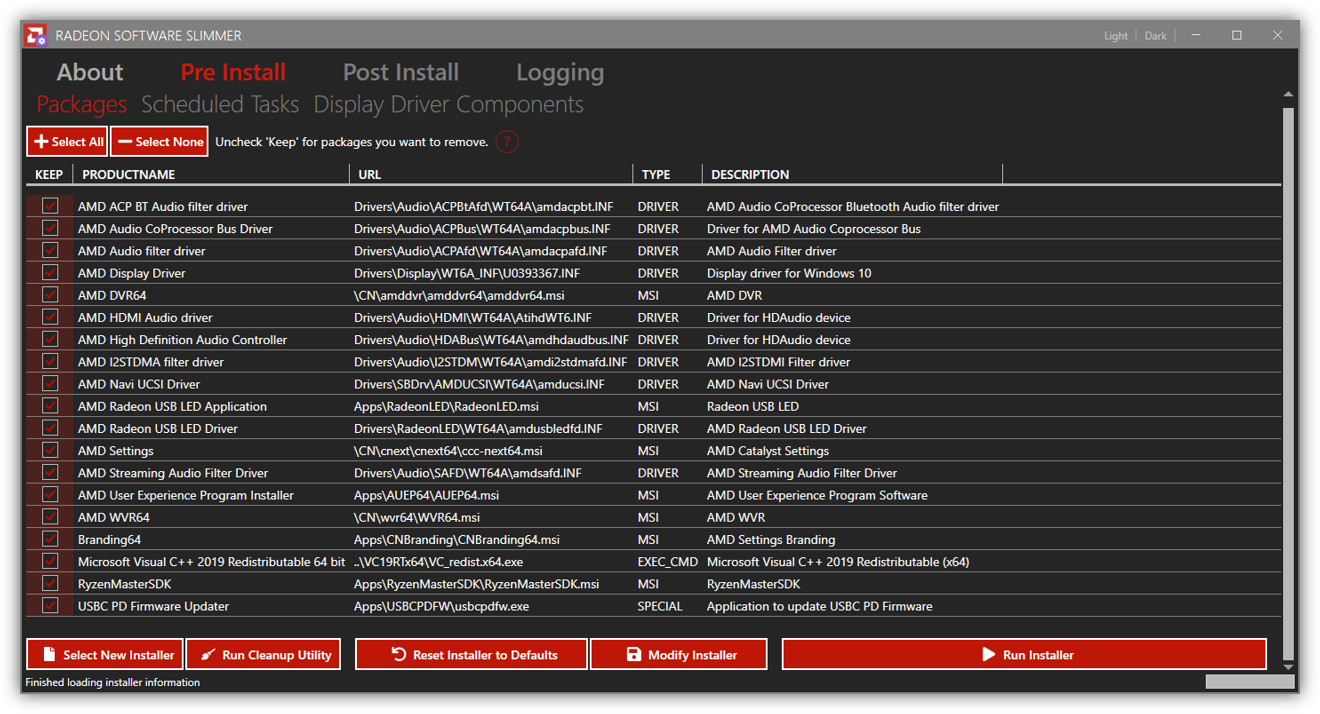 RADEON SOFTWARE SLIMMER Light Dark
About Pre Install Post Install Logging
Packages Scheduled Tasks Display Driver Components
Select All Select None Uncheck 'Keep' for packages you want to remove. ?
KEEP PRODUCTNAME URL TYPE DESCRIPTION
AMD ACP BT Audio filter driver Drivers\Audio\ACPBtAfd\WT64A\amdacpbt.INF DRIVER AMD Audio CoProcessor Bluetooth Audio filter driver
AMD Audio CoProcessor Bus Driver Drivers\Audio\ACPBus\WT64A\amdacpbus.INF DRIVER Driver for AMD Audio Coprocessor Bus
AMD Audio filter driver Drivers\Audio\ACPAfd\WT64A\amdacpafd.INF DRIVER AMD Audio Filter driver
AMD Display Driver Drivers\Display\WT6A_INF\U0393367.INF DRIVER Display driver for Windows 10
AMD DVR64 \CN\amddvr\amddvr64\amddvr64.msi MSI AMD DVR
AMD HDMI Audio driver Drivers\Audio\HDMI\WT64A\AtihdWT6.INF DRIVER Driver for HDAudio device
AMD High Definition Audio Controller Drivers\Audio\HDABus\WT64A\amdhdaudbus.INF DRIVER Driver for HDAudio device
AMD I2STDMA filter driver Drivers\Audio\I2STDM\WT64A\amdi2stdmafd.INF DRIVER AMD I2STDMI Filter driver
AMD Navi UCSI Driver Drivers\SBDrv\AMDUCSI\WT64A\amducsi.INF DRIVER AMD Navi UCSI Driver
AMD Radeon USB LED Application Apps\RadeonLED\RadeonLED.msi MSI Radeon USB LED
AMD Radeon USB LED Driver Drivers\RadeonLED\WT64A\amdusbledfd.INF DRIVER AMD Radeon USB LED Driver
AMD Settings \CN\cnext\cnext64\ccc-next64.msi MSI AMD Catalyst Settings
AMD Streaming Audio Filter Driver Drivers\Audio\SAFD\WT64A\amdsafd.INF DRIVER AMD Streaming Audio Filter Driver
AMD User Experience Program Installer Apps\AUEP64\AUEP64.msi MSI AMD User Experience Program Software
AMD WVR64 \CN\wvr64\WVR64.msi MSI AMD WVR
Branding64 Apps\CNBranding\CNBranding64.msi MSI AMD Settings Branding
Microsoft Visual C++ 2019 Redistributable 64 bit ..\VC19RTx64\VC_redist.x64.exe EXEC_CMD Microsoft Visual C++ 2019 Redistributable (x64)
RyzenMasterSDK Apps\RyzenMasterSDK\RyzenMasterSDK.msi MSI RyzenMasterSDK
USBC PD Firmware Updater Apps\USBCPDFW\usbcpdfw.exe SPECIAL Application to update USBC PD Firmware
Select New Installer Run Cleanup Utility Reset Installer to Defaults Modify Installer Run Installer
Finished loading installer information